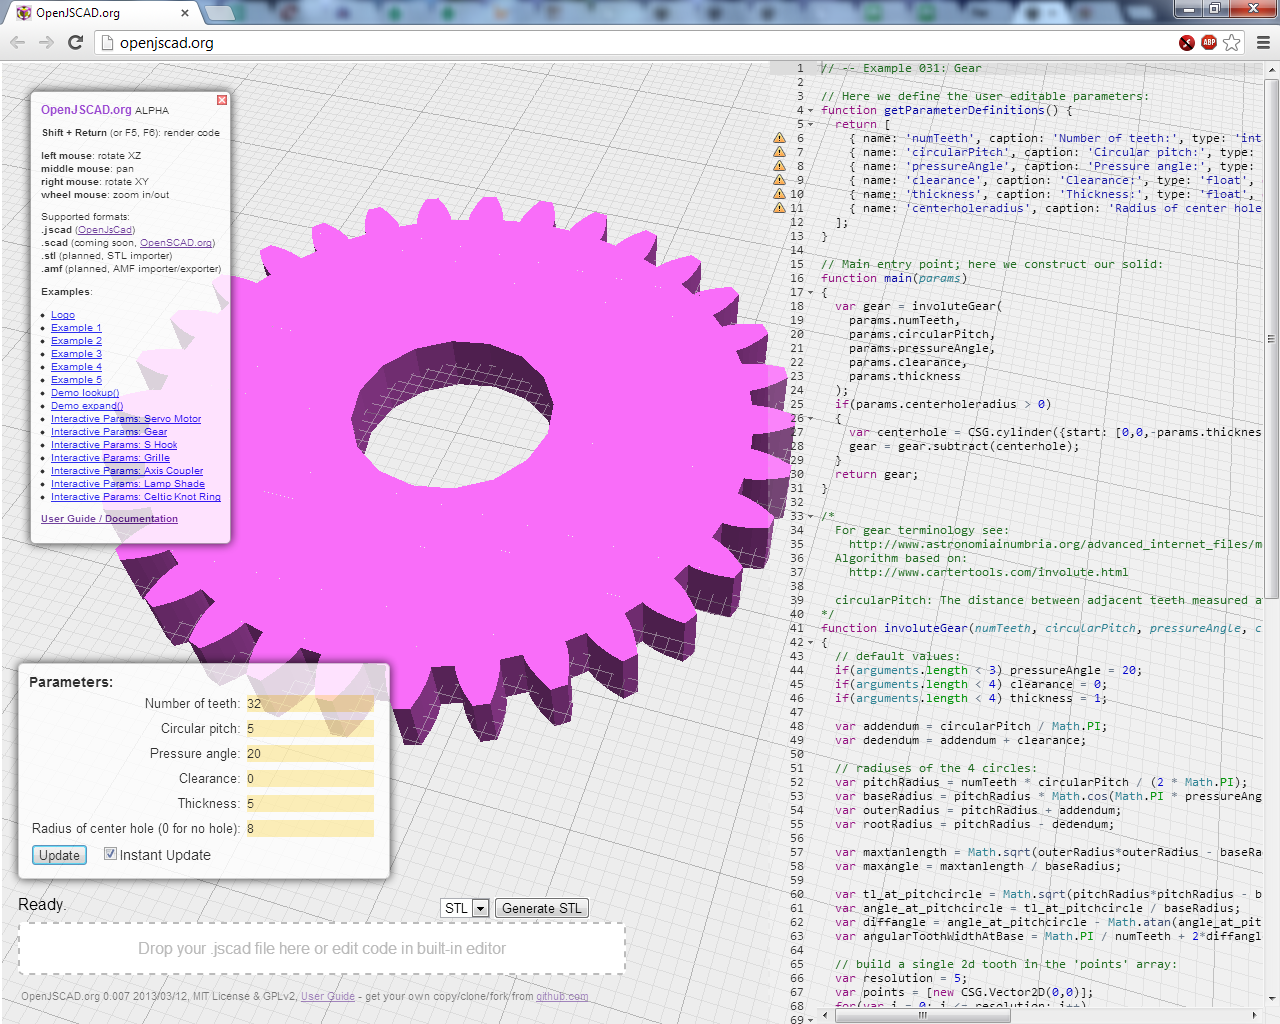 OpenJSCAD.org
openjscad.org
ABP
OpenJSCAD.org ALPHA
Shift + Return (or F5, F6): render code
left mouse: rotate XZ
middle mouse: pan
right mouse: rotate XY
wheel mouse: zoom in/out
Supported formats:
.jscad (OpenJsCad)
.scad (coming soon, OpenSCAD.org)
.stl (planned, STL importer)
.amf (planned, AMF importer/exporter)
Examples:
Logo
Example 1
Example 2
Example 3
Example 4
Example 5
Demo lookup()
Demo expand()
Interactive Params: Servo Motor
Interactive Params: Gear
Interactive Params: S Hook
Interactive Params: Grille
Interactive Params: Axis Coupler
Interactive Params: Lamp Shade
Interactive Params: Celtic Knot Ring
User Guide / Documentation
Parameters:
Number of teeth: 32
Circular pitch: 5
Pressure angle: 20
Clearance: 0
Thickness: 5
Radius of center hole (0 for no hole): 8
Update Instant Update
Ready.
STL Generate STL
Drop your .jscad file here or edit code in built-in editor
OpenJSCAD.org 0.007 2013/03/12, MIT License & GPLv2, User Guide - get your own copy/clone/fork from github.com
1 // -- Example 031: Gear
2
3 // Here we define the user editable parameters:
4 function getParameterDefinitions() {
5 return [
6 { name: 'numTeeth', caption: 'Number of teeth:', type: 'int
7 { name: 'circularPitch', caption: 'Circular pitch:', type:
8 { name: 'pressureAngle', caption: 'Pressure angle:', type:
9 { name: 'clearance', caption: 'Clearance:', type: 'float',
10 { name: 'thickness', caption: 'Thickness:', type: 'float',
11 { name: 'centerholeradius', caption: 'Radius of center hole
12 ];
13 }
14
15 // Main entry point; here we construct our solid:
16 function main(params)
17 {
18 var gear = involuteGear(
19 params.numTeeth,
20 params.circularPitch,
21 params.pressureAngle,
22 params.clearance,
23 params.thickness
24 );
25 if(params.centerholeradius > 0)
26 {
27 var centerhole = CSG.cylinder({start: [0,0,-params.thicknes
28 gear = gear.subtract(centerhole);
29 }
30 return gear;
31 }
32
33 /*
34 For gear terminology see:
35 http://www.astronomiainumbria.org/advanced_internet_files/m
36 Algorithm based on:
37 http://www.cartertools.com/involute.html
38
39 circularPitch: The distance between adjacent teeth measured a
40 */
41 function involuteGear(numTeeth, circularPitch, pressureAngle, c
42 {
43 // default values:
44 if(arguments.length < 3) pressureAngle = 20;
45 if(arguments.length < 4) clearance = 0;
46 if(arguments.length < 4) thickness = 1;
47
48 var addendum = circularPitch / Math.PI;
49 var dedendum = addendum + clearance;
50
51 // radiuses of the 4 circles:
52 var pitchRadius = numTeeth * circularPitch / (2 * Math.PI);
53 var baseRadius = pitchRadius * Math.cos(Math.PI * pressureAng
54 var outerRadius = pitchRadius + addendum;
55 var rootRadius = pitchRadius - dedendum;
56
57 var maxtanlength = Math.sqrt(outerRadius*outerRadius - baseRa
58 var maxangle = maxtanlength / baseRadius;
59
60 var tl_at_pitchcircle = Math.sqrt(pitchRadius*pitchRadius - b
61 var angle_at_pitchcircle = tl_at_pitchcircle / baseRadius;
62 var diffangle = angle_at_pitchcircle - Math.atan(angle_at_pit
63 var angularToothWidthAtBase = Math.PI / numTeeth + 2*diffangl
64
65 // build a single 2d tooth in the 'points' array:
66 var resolution = 5;
67 var points = [new CSG.Vector2D(0,0)];
68 for(var i = 0; i <= resolution; i++)
69